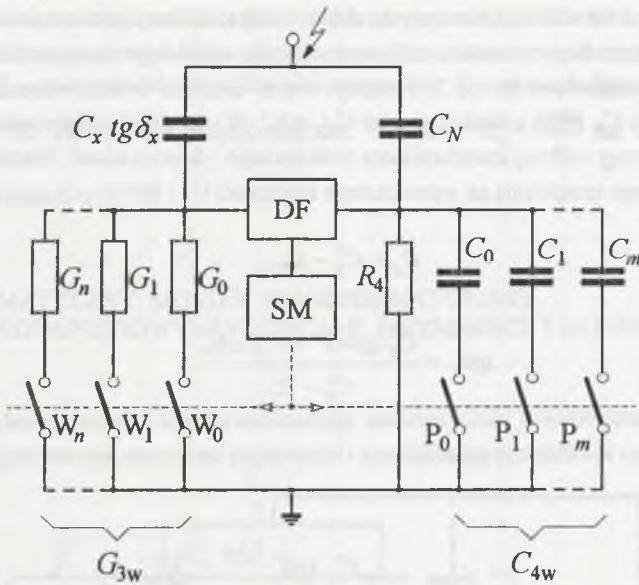 C_x tgδ_x
C_N
DF
SM
G_n
G_1
G_0
R_4
C_0
C_1
C_m
W_n
W_1
W_0
P_0
P_1
P_m
G_3w
C_4w